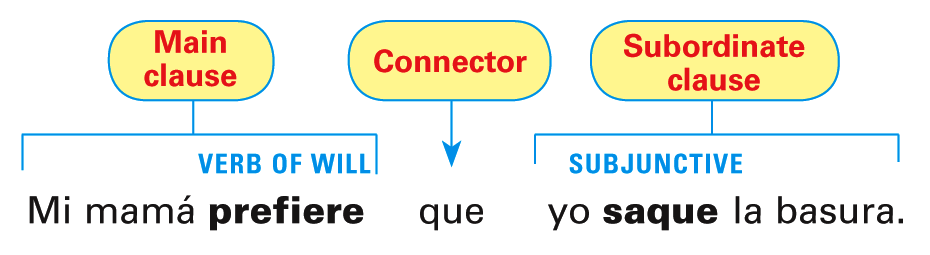 Main
clause
Connector
Subordinate
clause
VERB OF WILL
SUBJUNCTIVE
Mi mamá prefiere que yo saque la basura.